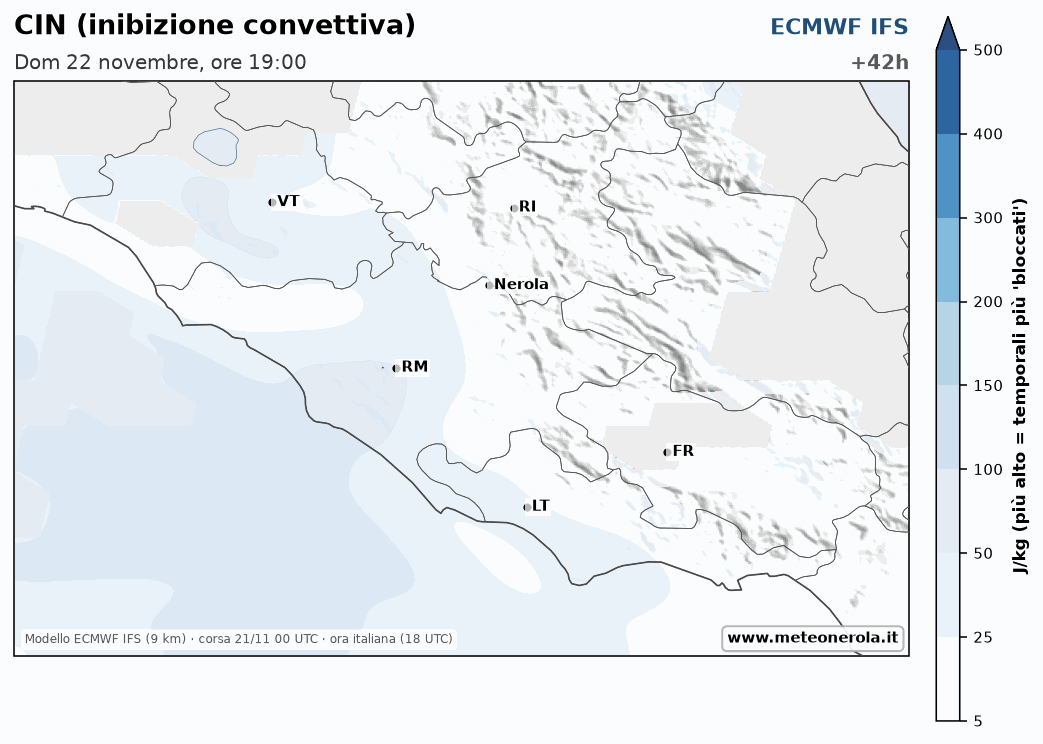 CIN (inibizione convettiva)
ECMWF IFS
Dom 22 novembre, ore 19:00
+42h
VT
RI
Nerola
RM
FR
LT
Modello ECMWF IFS (9 km) · corsa 21/11 00 UTC · ora italiana (18 UTC)
www.meteonerola.it
500
400
300
200
150
100
50
25
5
J/kg (più alto = temporali più 'bloccati')